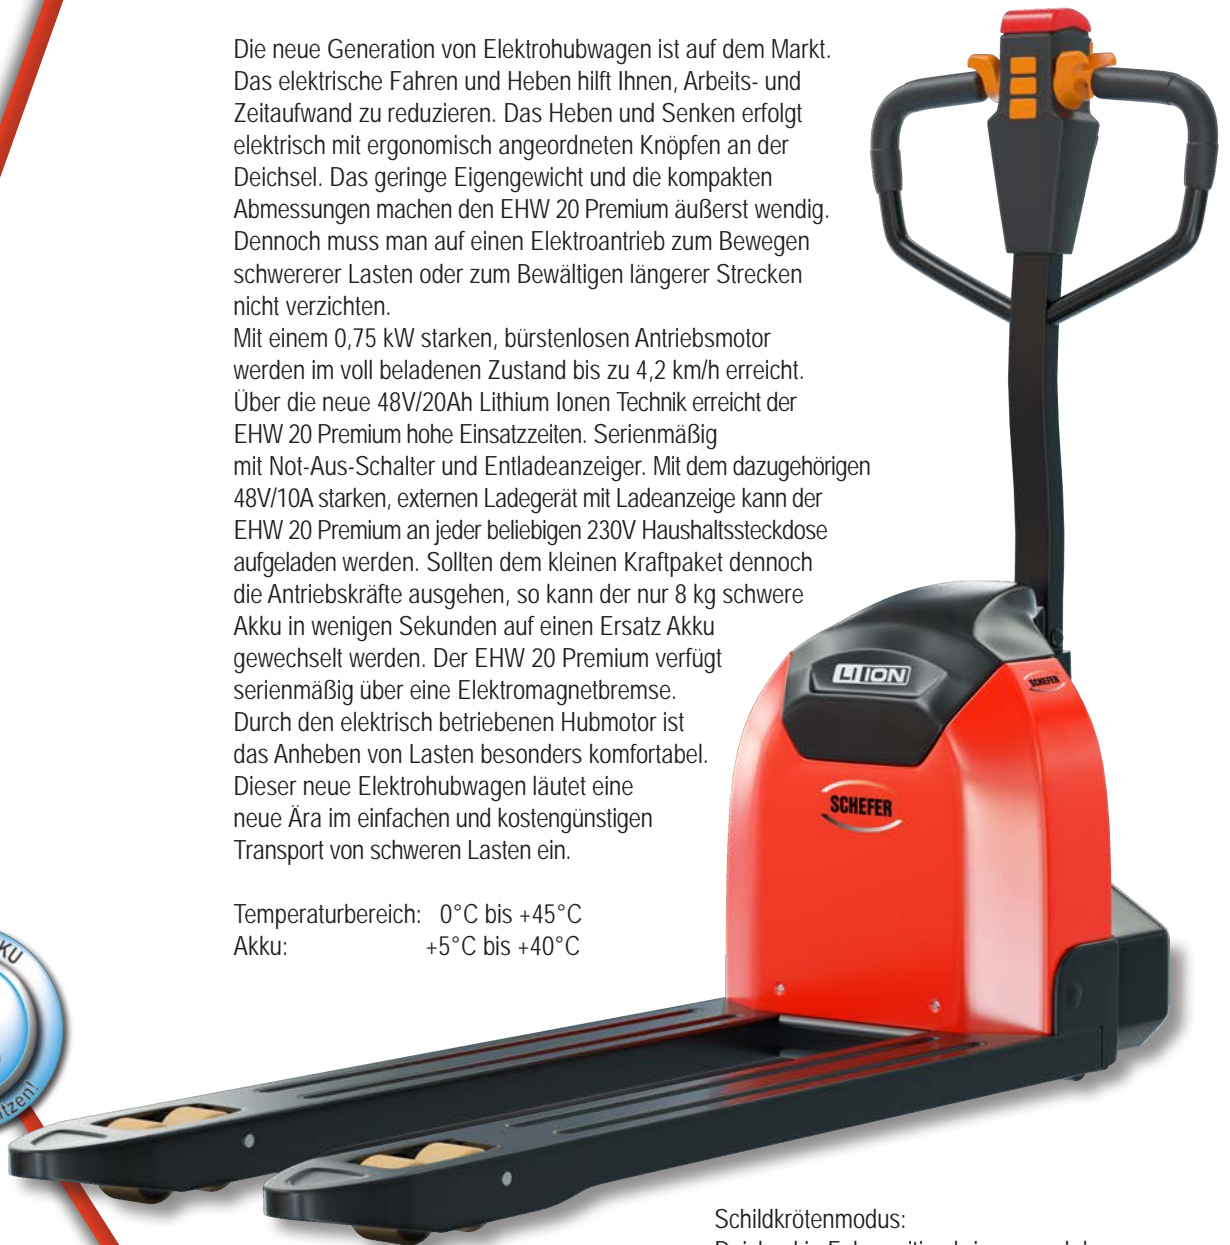 Die neue Generation von Elektrohubwagen ist auf dem Markt.
Das elektrische Fahren und Heben hilft Ihnen, Arbeits- und
Zeitaufwand zu reduzieren. Das Heben und Senken erfolgt
elektrisch mit ergonomisch angeordneten Knöpfen an der
Deichsel. Das geringe Eigengewicht und die kompakten
Abmessungen machen den EHW 20 Premium äußerst wendig.
Dennoch muss man auf einen Elektroantrieb zum Bewegen
schwererer Lasten oder zum Bewältigen längerer Strecken
nicht verzichten.
Mit einem 0,75 kW starken, bürstenlosen Antriebsmotor
werden im voll beladenen Zustand bis zu 4,2 km/h erreicht.
Über die neue 48V/20Ah Lithium Ionen Technik erreicht der
EHW 20 Premium hohe Einsatzzeiten. Serienmäßig
mit Not-Aus-Schalter und Entladeanzeiger. Mit dem dazugehörigen
48V/10A starken, externen Ladegerät mit Ladeanzeige kann der
EHW 20 Premium an jeder beliebigen 230V Haushaltssteckdose
aufgeladen werden. Sollten dem kleinen Kraftpaket dennoch
die Antriebskräfte ausgehen, so kann der nur 8 kg schwere
Akku in wenigen Sekunden auf einen Ersatz Akku
gewechselt werden. Der EHW 20 Premium verfügt
serienmäßig über eine Elektromagnetbremse.
Durch den elektrisch betriebenen Hubmotor ist
das Anheben von Lasten besonders komfortabel.
Dieser neue Elektrohubwagen läutet eine
neue Ära im einfachen und kostengünstigen
Transport von schweren Lasten ein.
Temperaturbereich: 0°C bis +45°C
Akku: +5°C bis +40°C
LI ION
SCHEFER
SCHEFER
Schildkrötenmodus: